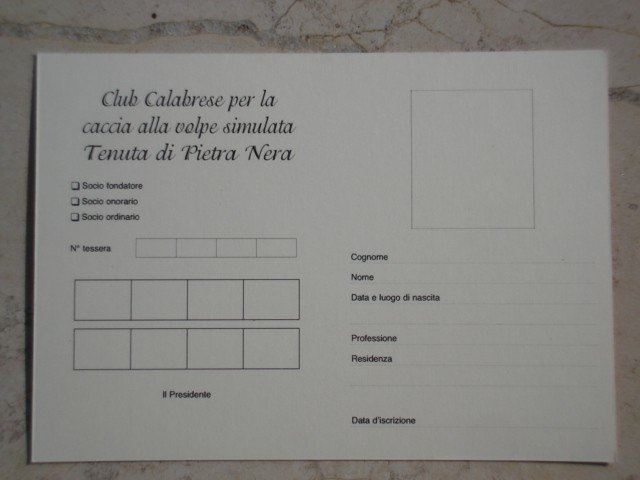 Club Calabrese per la
caccia alla volpe simulata
Tenuta di Pietra Nera
❑ Socio fondatore
❑ Socio onorario
❑ Socio ordinario
N° tessera
Il Presidente
Cognome
Nome
Data e luogo di nascita
Professione
Residenza
Data d'iscrizione